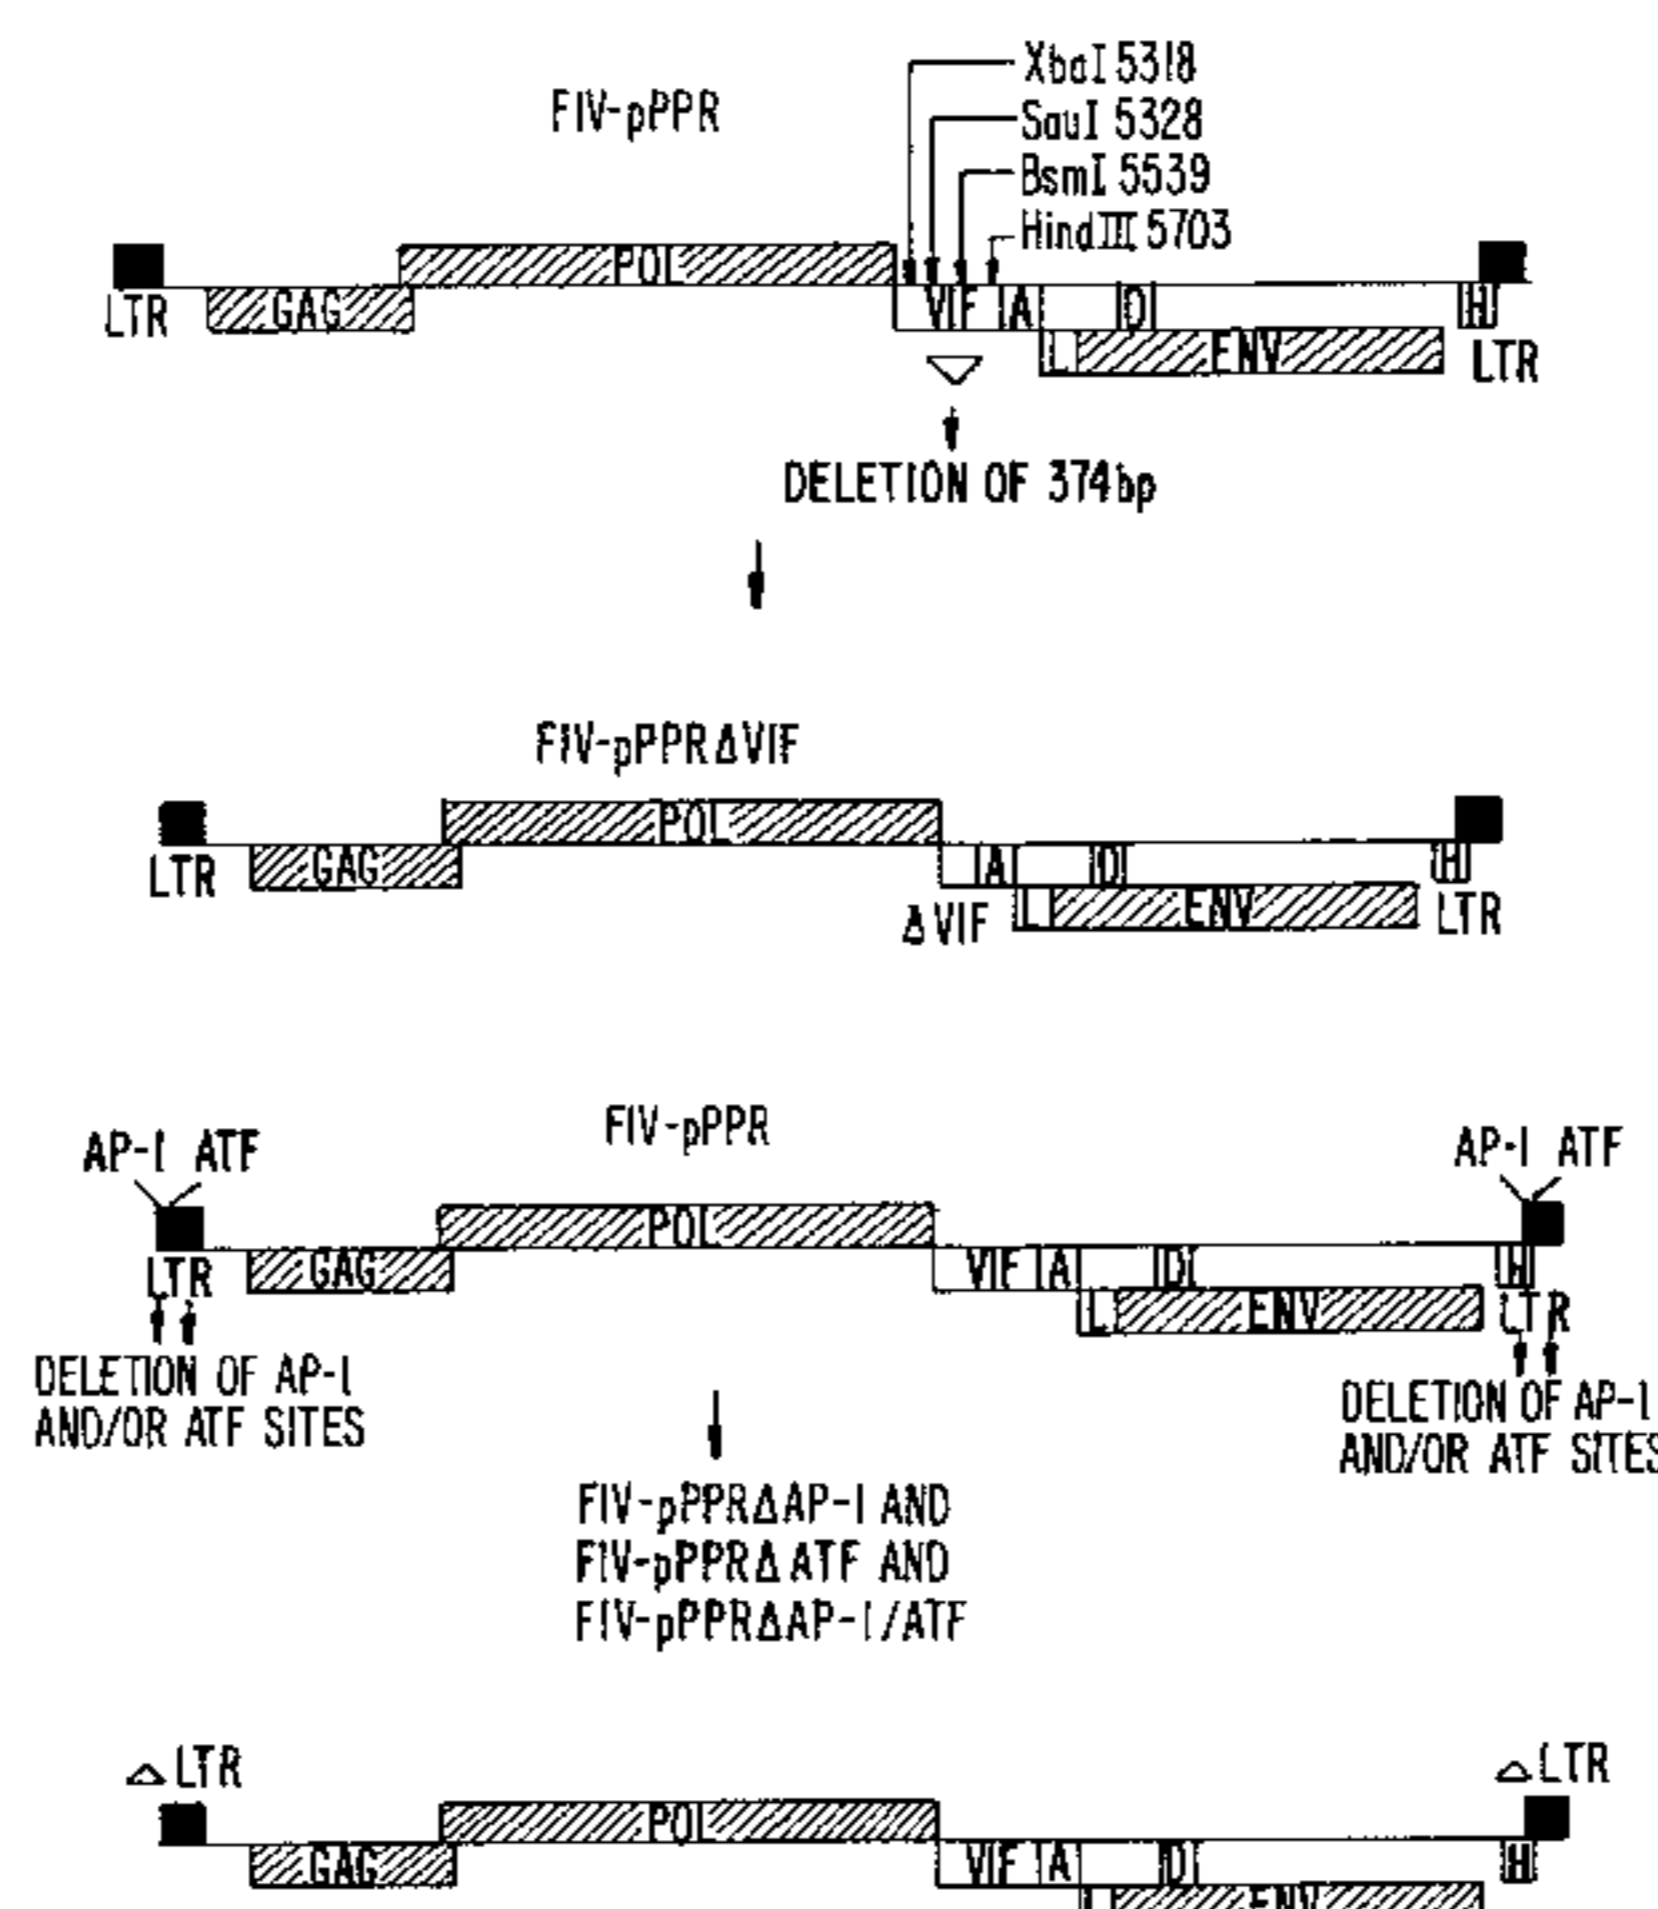 FIV-pPPR
XbaI 5318
SauI 5328
BsmI 5539
HindIII 5703
LTR GAG POL VIF A D H
L ENV LTR
DELETION OF 374bp
FIV-pPPRΔVIF
LTR GAG POL A D H
ΔVIF L ENV LTR
FIV-pPPR
AP-1 ATF AP-1 ATF
LTR GAG POL VIF A D H
L ENV LTR
DELETION OF AP-1
AND/OR ATF SITES
DELETION OF AP-1
AND/OR ATF SITES
FIV-pPPRΔAP-1 AND
FIV-pPPRΔATF AND
FIV-pPPRΔAP-1/ATF
ΔLTR ΔLTR
GAG POL VIF A D H
L ENV